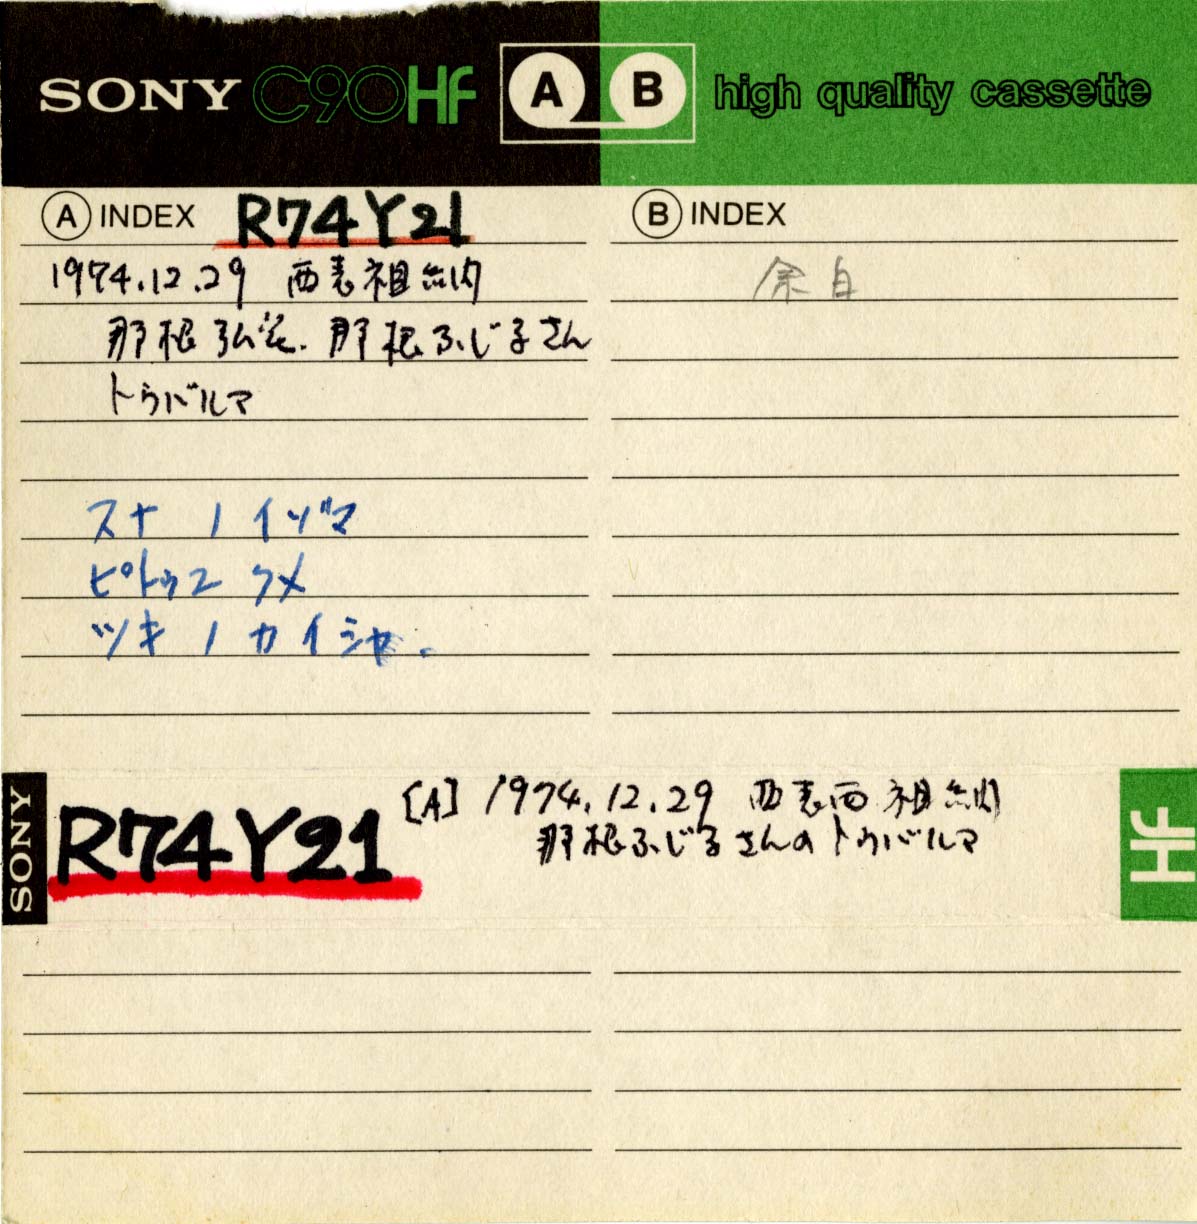 SONY C90HF A B high quality cassette
A INDEX R74Y21
1974.12.29 西表祖納
那根弘 那根ふじ子さん
トゥバルマ
スナ ノ イヅマ
ピトゥユ クメ
ツキ ノ カイシャ.
B INDEX
余白
SONY
R74Y21
[A] 1974.12.29 西表西祖納
那根ふじ子さんのトゥバルマ
HF